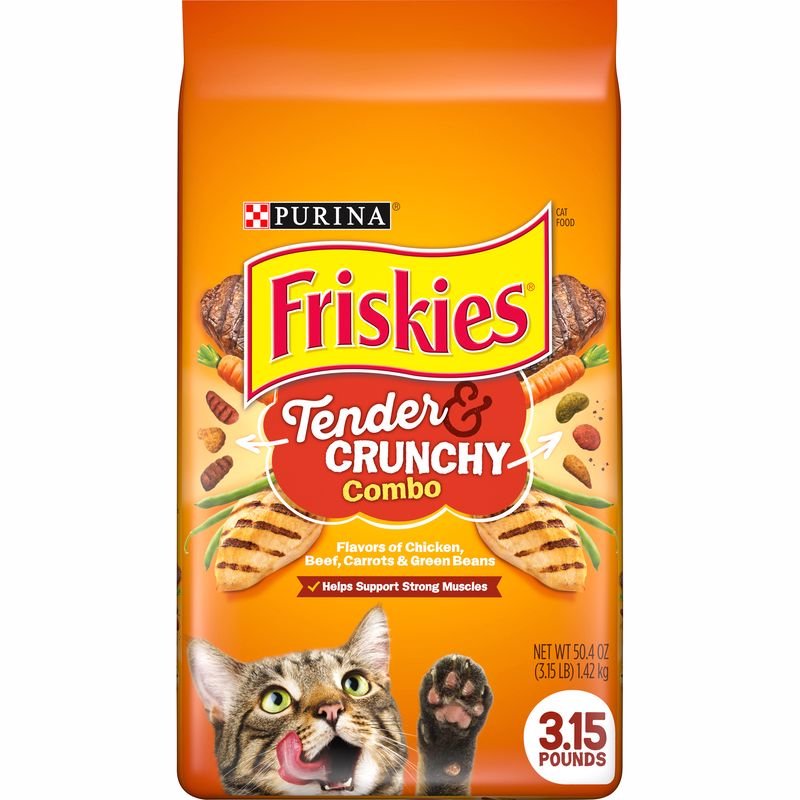 PURINA®
CAT
FOOD
Friskies®
Tender &
CRUNCHY
Combo
Flavors of Chicken,
Beef, Carrots & Green Beans
✓ Helps Support Strong Muscles
NET WT 50.4 OZ
(3.15 LB) 1.42 kg
3.15
POUNDS